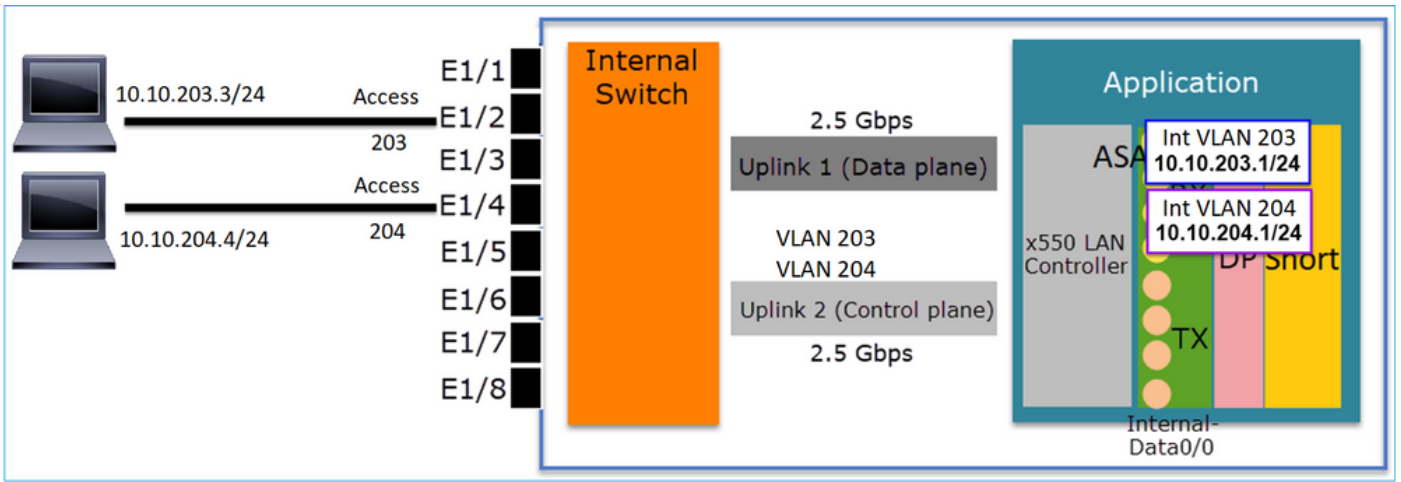 10.10.203.3/24
Access
203
10.10.204.4/24
Access
204
E1/1
E1/2
E1/3
E1/4
E1/5
E1/6
E1/7
E1/8
Internal
Switch
2.5 Gbps
Uplink 1 (Data plane)
VLAN 203
VLAN 204
Uplink 2 (Control plane)
2.5 Gbps
Application
ASA
Int VLAN 203
10.10.203.1/24
Int VLAN 204
10.10.204.1/24
x550 LAN
Controller
DP
Snort
TX
Internal-
Data0/0